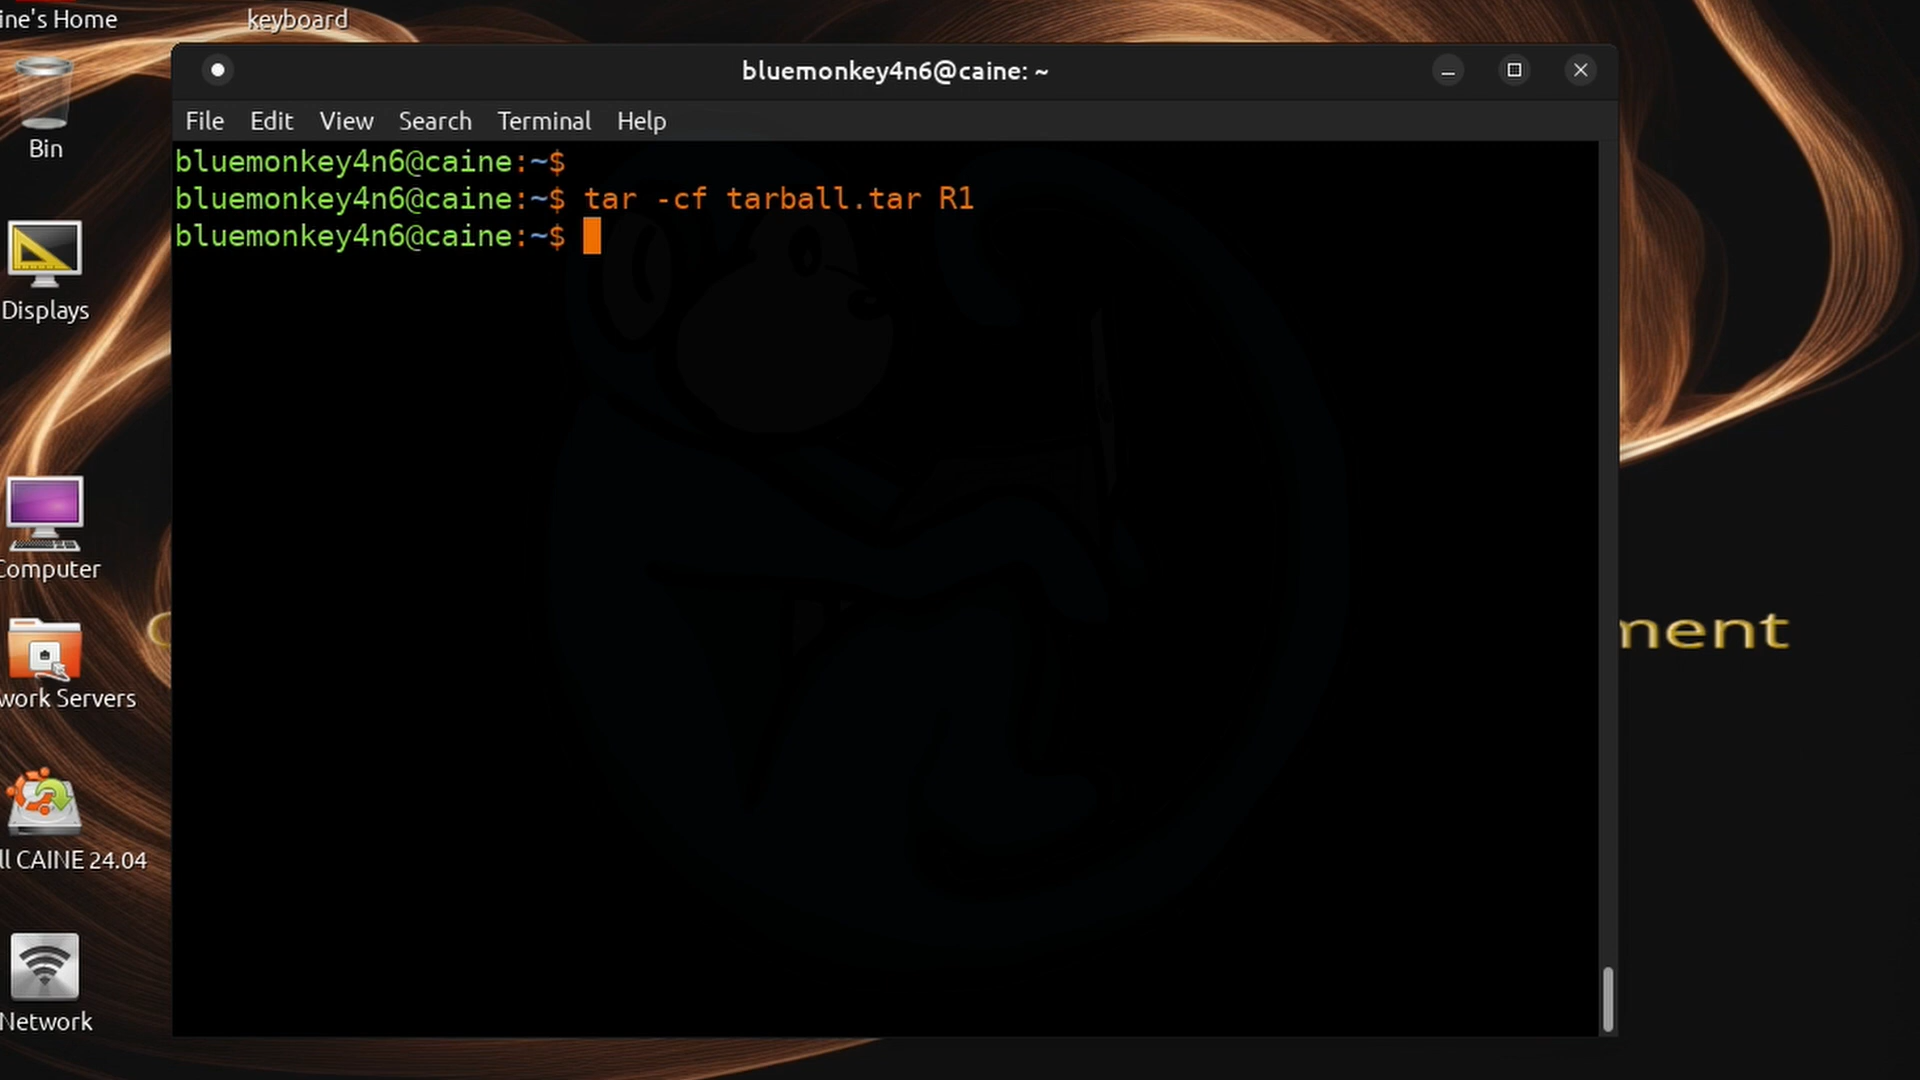 ine's Home
keyboard
bluemonkey4n6@caine: ~
File Edit View Search Terminal Help
bluemonkey4n6@caine:~$
bluemonkey4n6@caine:~$ tar -cf tarball.tar R1
bluemonkey4n6@caine:~$
Bin
Displays
Computer
work Servers
ll CAINE 24.04
Network
ment